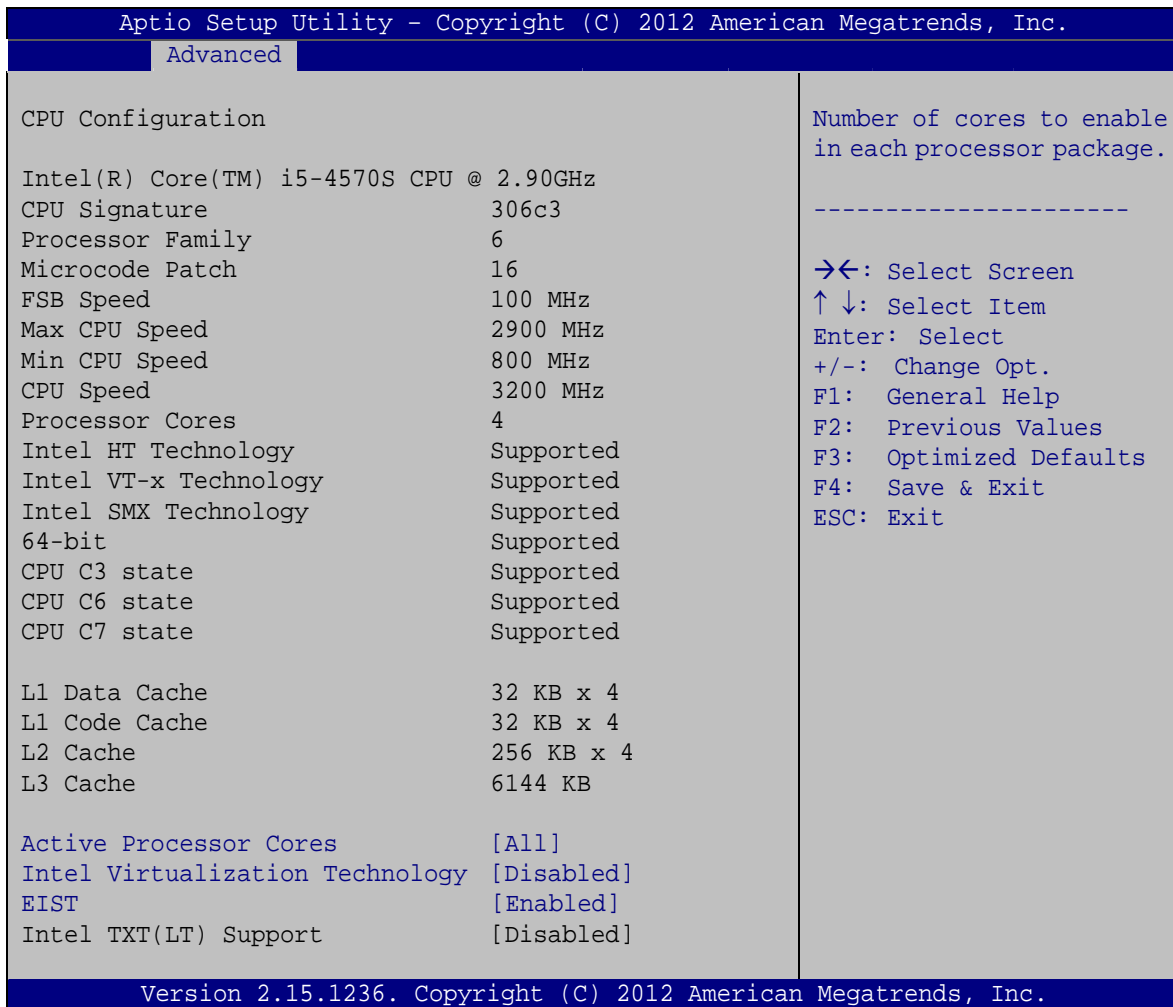 Aptio Setup Utility – Copyright (C) 2012 American Megatrends, Inc.
Advanced
CPU Configuration
Intel(R) Core(TM) i5-4570S CPU @ 2.90GHz
CPU Signature 306c3
Processor Family 6
Microcode Patch 16
FSB Speed 100 MHz
Max CPU Speed 2900 MHz
Min CPU Speed 800 MHz
CPU Speed 3200 MHz
Processor Cores 4
Intel HT Technology Supported
Intel VT-x Technology Supported
Intel SMX Technology Supported
64-bit Supported
CPU C3 state Supported
CPU C6 state Supported
CPU C7 state Supported
L1 Data Cache 32 KB x 4
L1 Code Cache 32 KB x 4
L2 Cache 256 KB x 4
L3 Cache 6144 KB
Active Processor Cores [All]
Intel Virtualization Technology [Disabled]
EIST [Enabled]
Intel TXT(LT) Support [Disabled]
Number of cores to enable
in each processor package.
----------------------
→←: Select Screen
↑ ↓: Select Item
Enter: Select
+/-: Change Opt.
F1: General Help
F2: Previous Values
F3: Optimized Defaults
F4: Save & Exit
ESC: Exit
Version 2.15.1236. Copyright (C) 2012 American Megatrends, Inc.